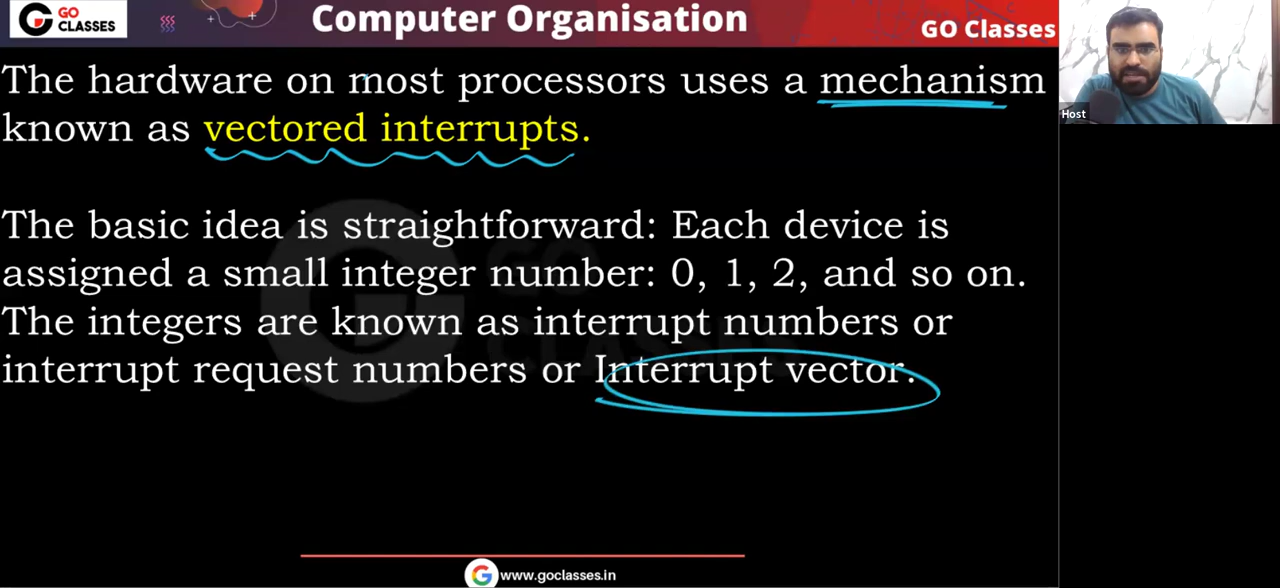 GO
CLASSES
Computer Organisation
GO Classes
The hardware on most processors uses a mechanism
known as vectored interrupts.
Host
The basic idea is straightforward: Each device is
assigned a small integer number: 0, 1, 2, and so on.
The integers are known as interrupt numbers or
interrupt request numbers or Interrupt vector.
GO
CLASSES
www.goclasses.in